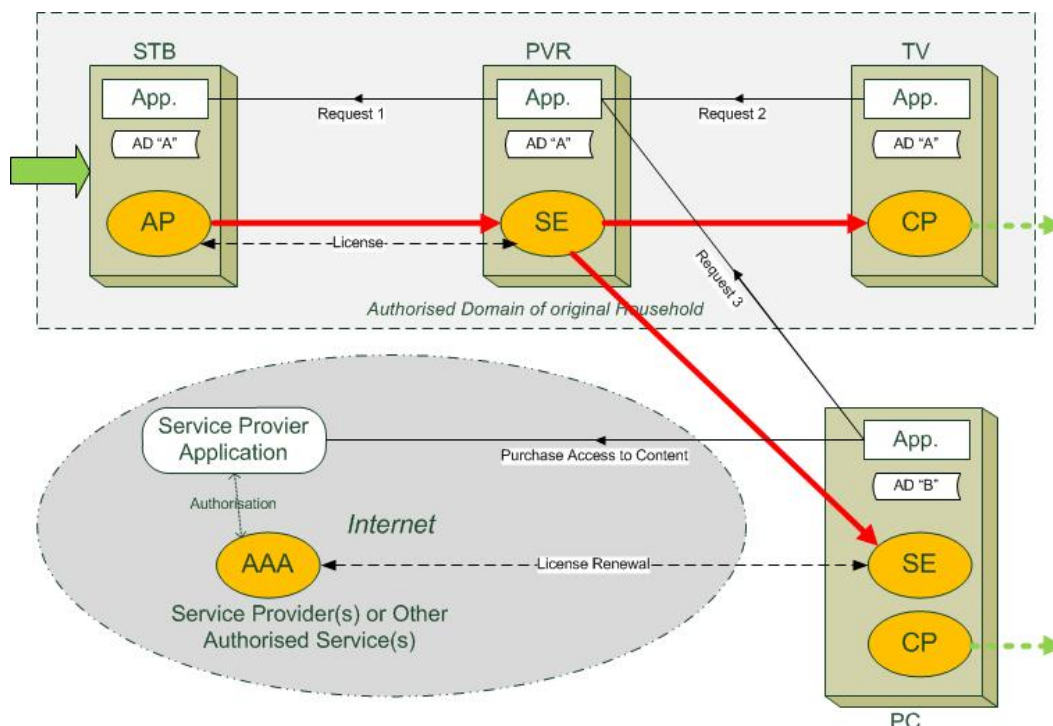 STB
PVR
TV
App.
Request 1
App.
Request 2
App.
AD “A”
AD “A”
AD “A”
AP
License
SE
CP
Request 3
Authorised Domain of original Household
Service Provier
Application
Purchase Access to Content
App.
AD “B”
Authorisation
Internet
AAA
License Renewal
SE
Service Provider(s) or Other
Authorised Service(s)
CP
PC